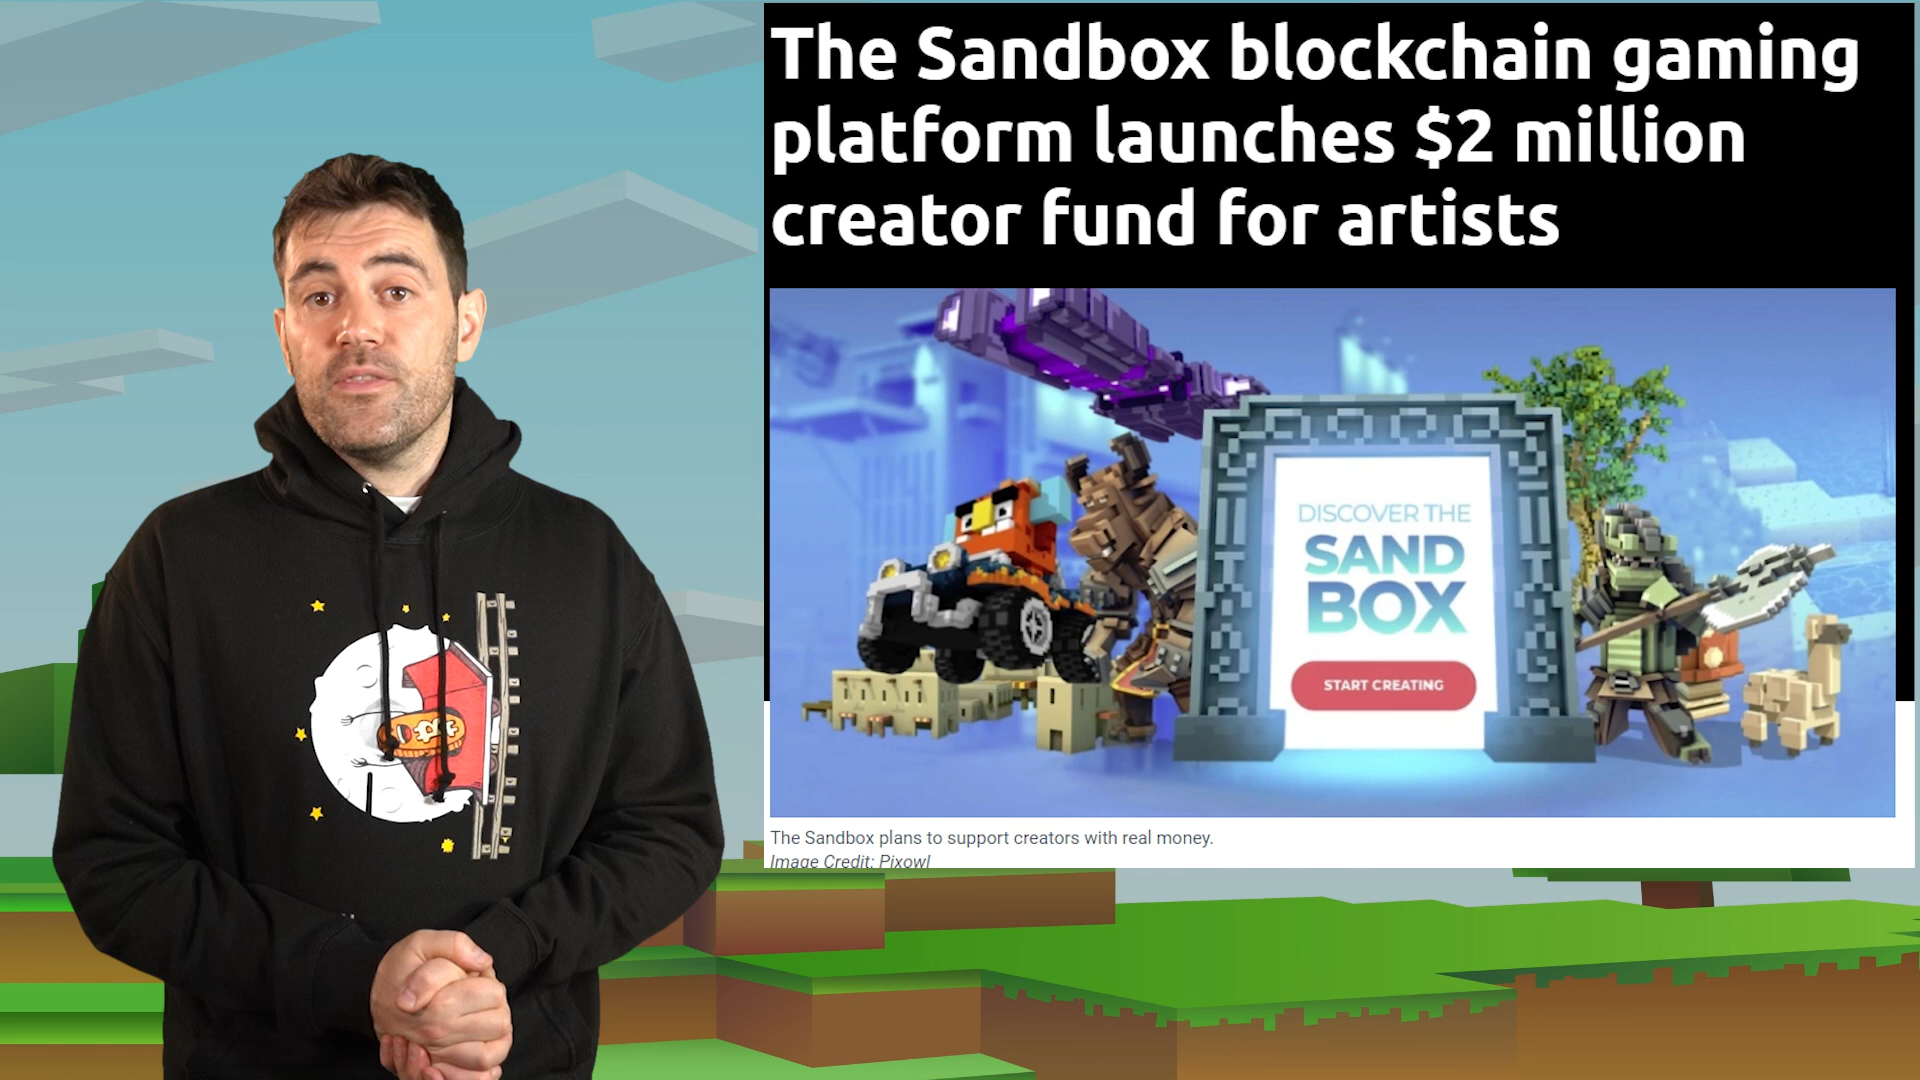 The Sandbox blockchain gaming
platform launches $2 million
creator fund for artists
DISCOVER THE
SAND
BOX
START CREATING
The Sandbox plans to support creators with real money.
Image Credit: Pixowl